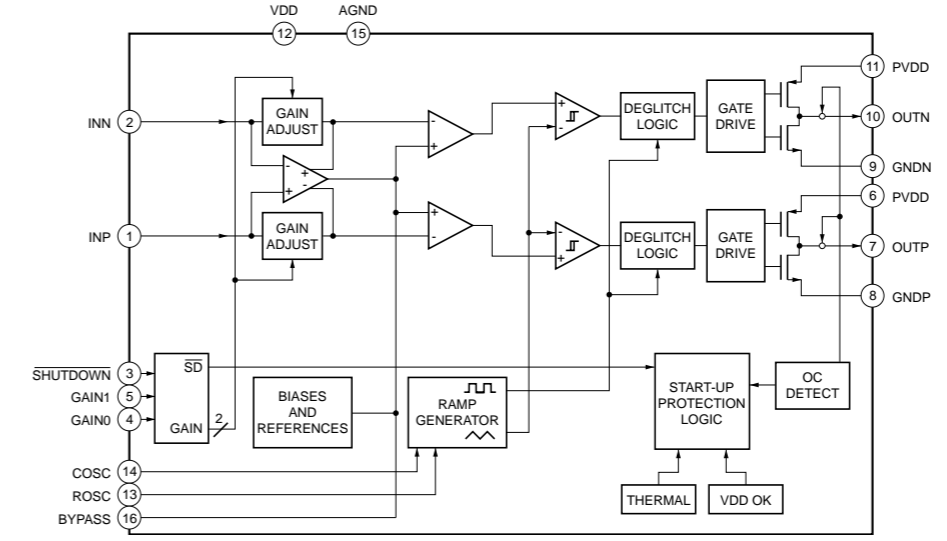 VDD
AGND
12
15
11 PVDD
INN 2
GAIN
ADJUST
-
+
+
-
DEGLITCH
LOGIC
GATE
DRIVE
10 OUTN
-
+
+
-
9 GNDN
6 PVDD
INP 1
GAIN
ADJUST
+
-
-
+
DEGLITCH
LOGIC
GATE
DRIVE
7 OUTP
8 GNDP
SHUTDOWN 3
GAIN1 5
GAIN0 4
SD
GAIN
2
BIASES
AND
REFERENCES
RAMP
GENERATOR
START-UP
PROTECTION
LOGIC
OC
DETECT
COSC 14
ROSC 13
BYPASS 16
THERMAL
VDD OK